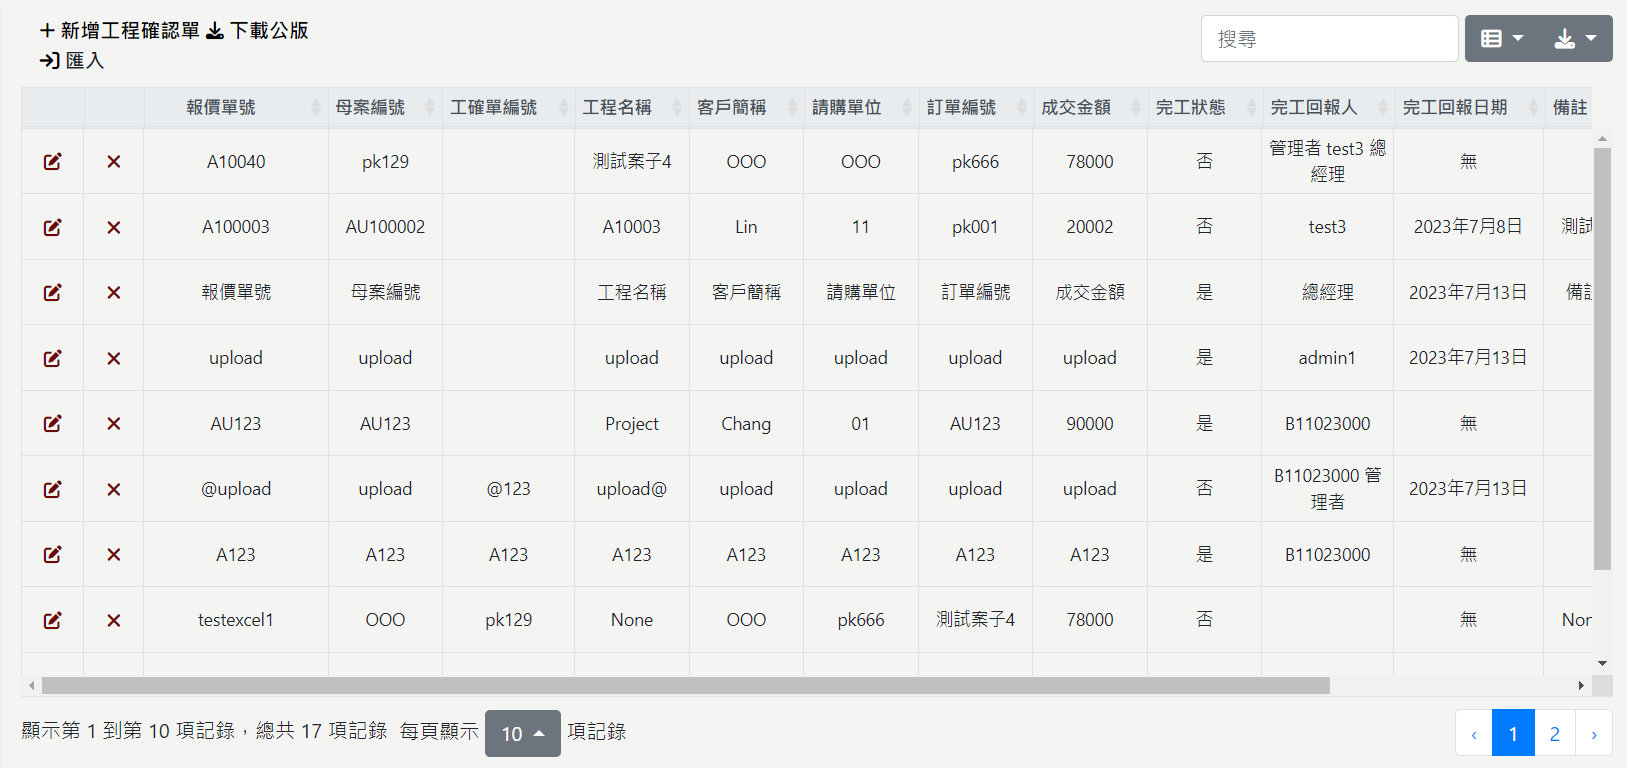 新增工程確認單 下載公版
匯入
搜尋
報價單號 母案編號 工確單編號 工程名稱 客戶簡稱 請購單位 訂單編號 成交金額 完工狀態 完工回報人 完工回報日期 備註
A10040 pk129 測試案子4 OOO OOO pk666 78000 否 管理者 test3 總
經理 無
A100003 AU100002 A10003 Lin 11 pk001 20002 否 test3 2023年7月8日 測試
報價單號 母案編號 工程名稱 客戶簡稱 請購單位 訂單編號 成交金額 是 總經理 2023年7月13日 備註
upload upload upload upload upload upload upload 是 admin1 2023年7月13日
AU123 AU123 Project Chang 01 AU123 90000 是 B11023000 無
@upload upload @123 upload@ upload upload upload upload 否 B11023000 管
理者 2023年7月13日
A123 A123 A123 A123 A123 A123 A123 A123 是 B11023000 無
testexcel1 OOO pk129 None OOO pk666 測試案子4 78000 否 無 Nor
顯示第 1 到第 10 項記錄，總共 17 項記錄 每頁顯示 10 項記錄
‹ 1 2 ›